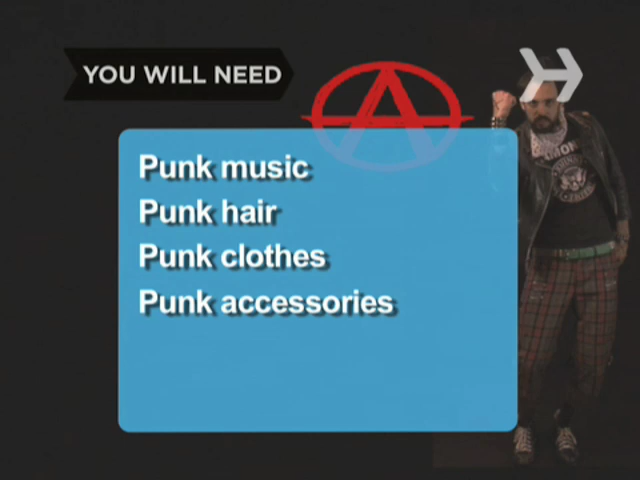 YOU WILL NEED
Punk music
Punk hair
Punk clothes
Punk accessories